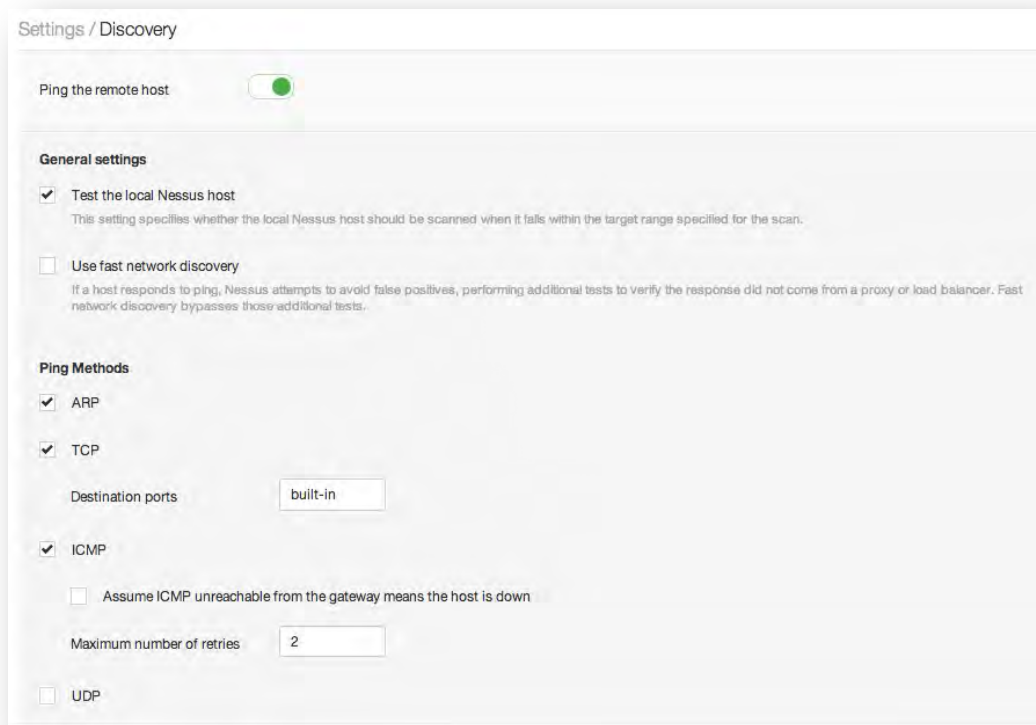 Settings / Discovery
Ping the remote host
General settings
Test the local Nessus host
This setting specifies whether the local Nessus host should be scanned when it falls within the target range specified for the scan.
Use fast network discovery
If a host responds to ping, Nessus attempts to avoid false positives, performing additional tests to verify the response did not come from a proxy or load balancer. Fast
network discovery bypasses those additional tests.
Ping Methods
ARP
TCP
Destination ports built-in
ICMP
Assume ICMP unreachable from the gateway means the host is down
Maximum number of retries 2
UDP